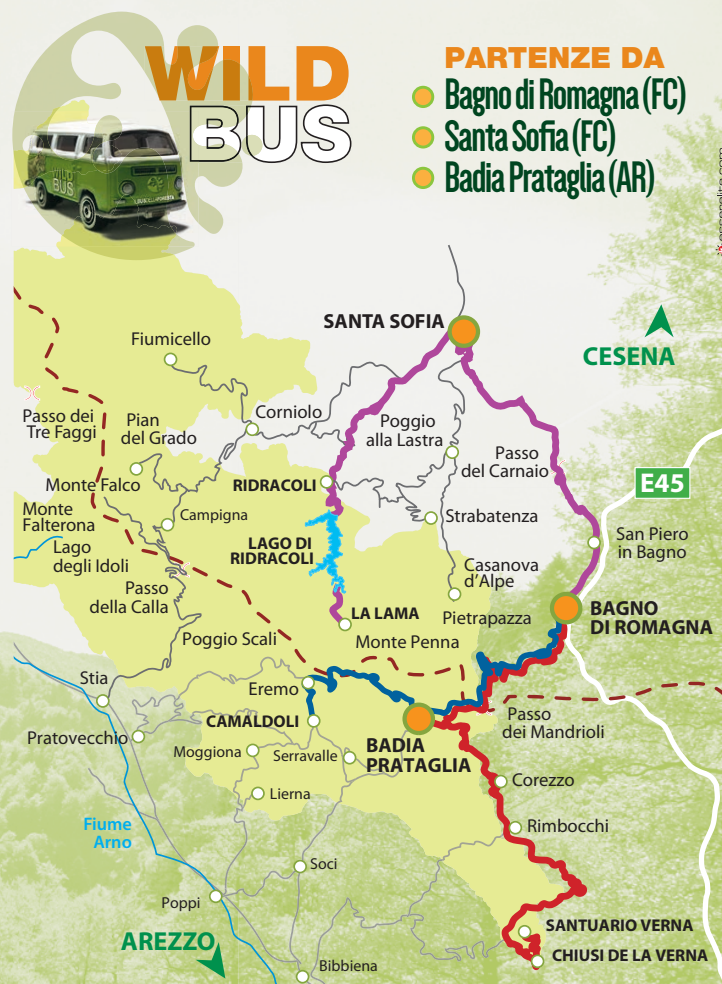 WILD
BUS
PARTENZE DA
Bagno di Romagna (FC)
Santa Sofia (FC)
Badia Prataglia (AR)
WILD
BUS
SANTA SOFIA
CESENA
Fiumicello
Corniolo
Passo dei
Tre Faggi
Pian
del Grado
Poggio
alla Lastra
Passo
del Carnaio
E45
Monte Falco
RIDRACOLI
Monte
Falterona
Campigna
Strabatenza
San Piero
in Bagno
Lago
degli Idoli
LAGO DI
RIDRACOLI
Casanova
d'Alpe
Passo
della Calla
LA LAMA
Pietrapazza
BAGNO
DI ROMAGNA
Poggio Scali
Monte Penna
Stia
Eremo
CAMALDOLI
Passo
dei Mandrioli
Pratovecchio
Moggiona
Serravalle
BADIA
PRATAGLIA
Corezzo
Lierna
Fiume
Arno
Rimbocchi
Soci
Poppi
SANTUARIO VERNA
AREZZO
CHIUSI DE LA VERNA
Bibbiena